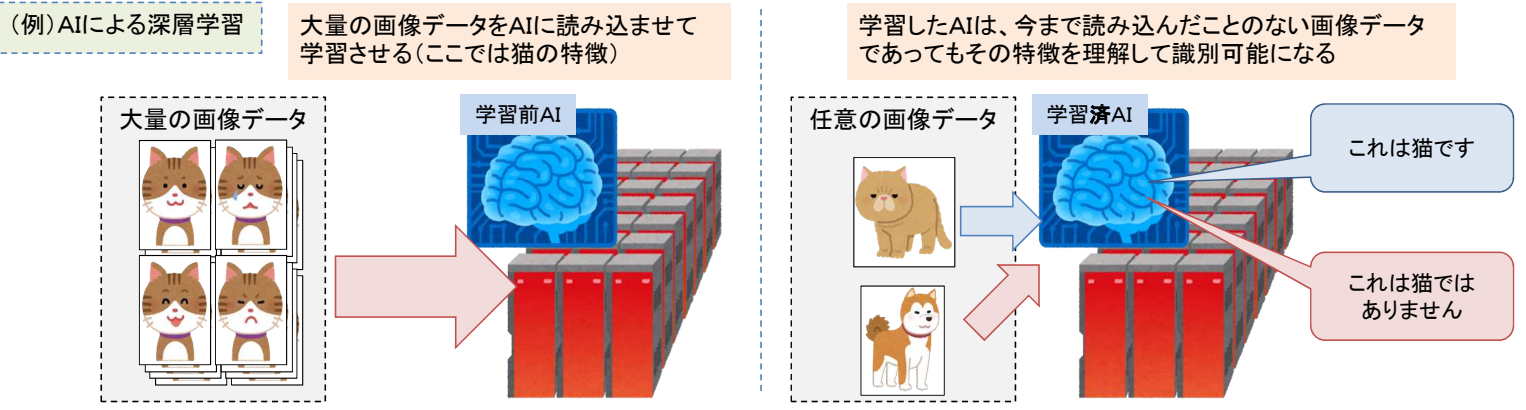 （例）AIによる深層学習
大量の画像データをAIに読み込ませて
学習させる（ここでは猫の特徴）
大量の画像データ
学習前AI
学習したAIは、今まで読み込んだことのない画像データ
であってもその特徴を理解して識別可能になる
任意の画像データ
学習済AI
これは猫です
これは猫では
ありません